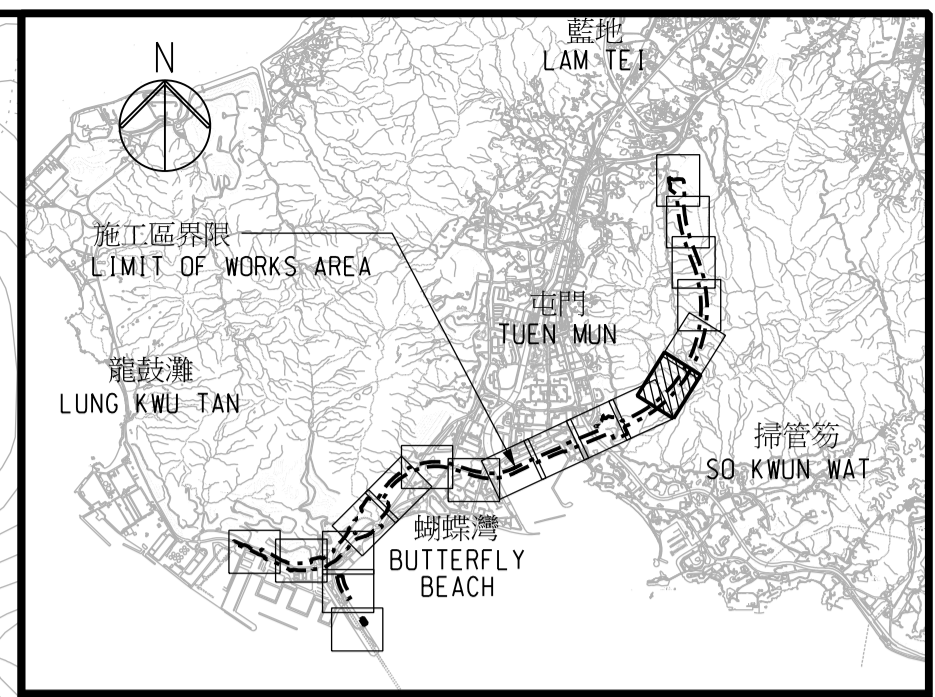 藍地
LAM TEI
N
施工區界限
LIMIT OF WORKS AREA
屯門
TUEN MUN
龍鼓灘
LUNG KWU TAN
掃管笏
SO KWUN WAT
蝴蝶灣
BUTTERFLY
BEACH